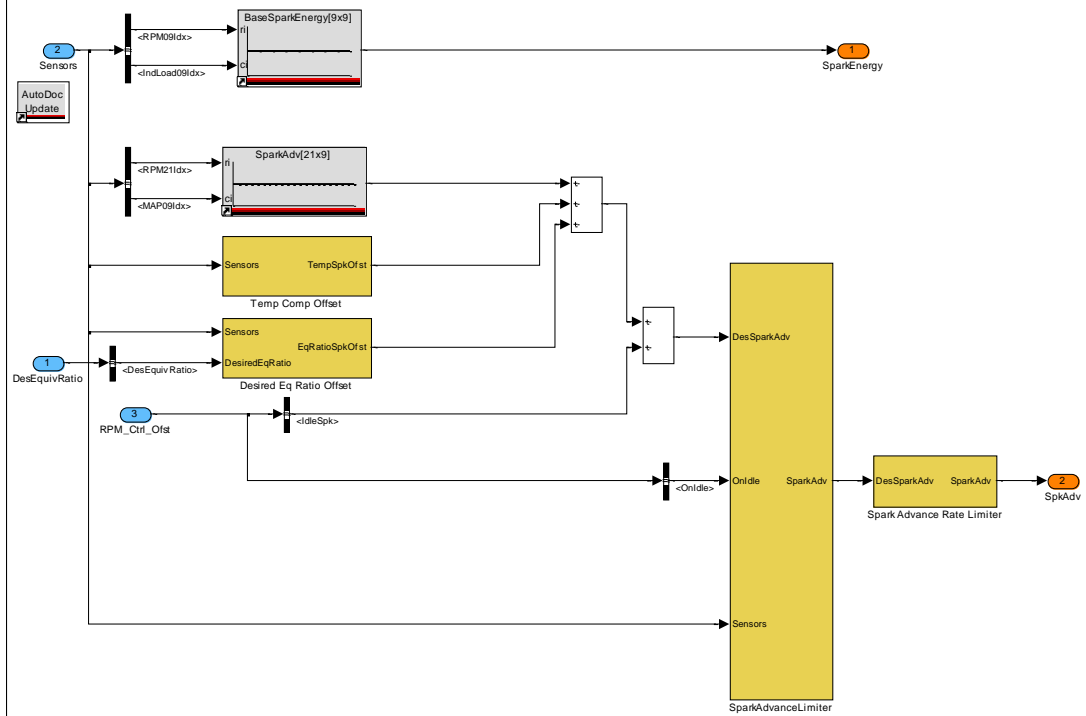 BaseSparkEnergy[9x9]
<RPM09Idx>
ri
2
Sensors
<IndLoad09Idx>
ci
1
SparkEnergy
AutoDoc
Update
SparkAdv[21x9]
<RPM21Idx>
ri
<MAP09Idx>
ci
+
+
+
Sensors
TempSpkOfst
Temp Comp Offset
Sensors
EqRatioSpkOfst
DesiredEqRatio
Desired Eq Ratio Offset
1
DesEquivRatio
<DesEquivRatio>
+
+
3
RPM_Ctrl_Ofst
<IdleSpk>
<OnIdle>
DesSparkAdv
OnIdle
SparkAdv
Sensors
SparkAdvanceLimiter
DesSparkAdv
SparkAdv
Spark Advance Rate Limiter
2
SpkAdv